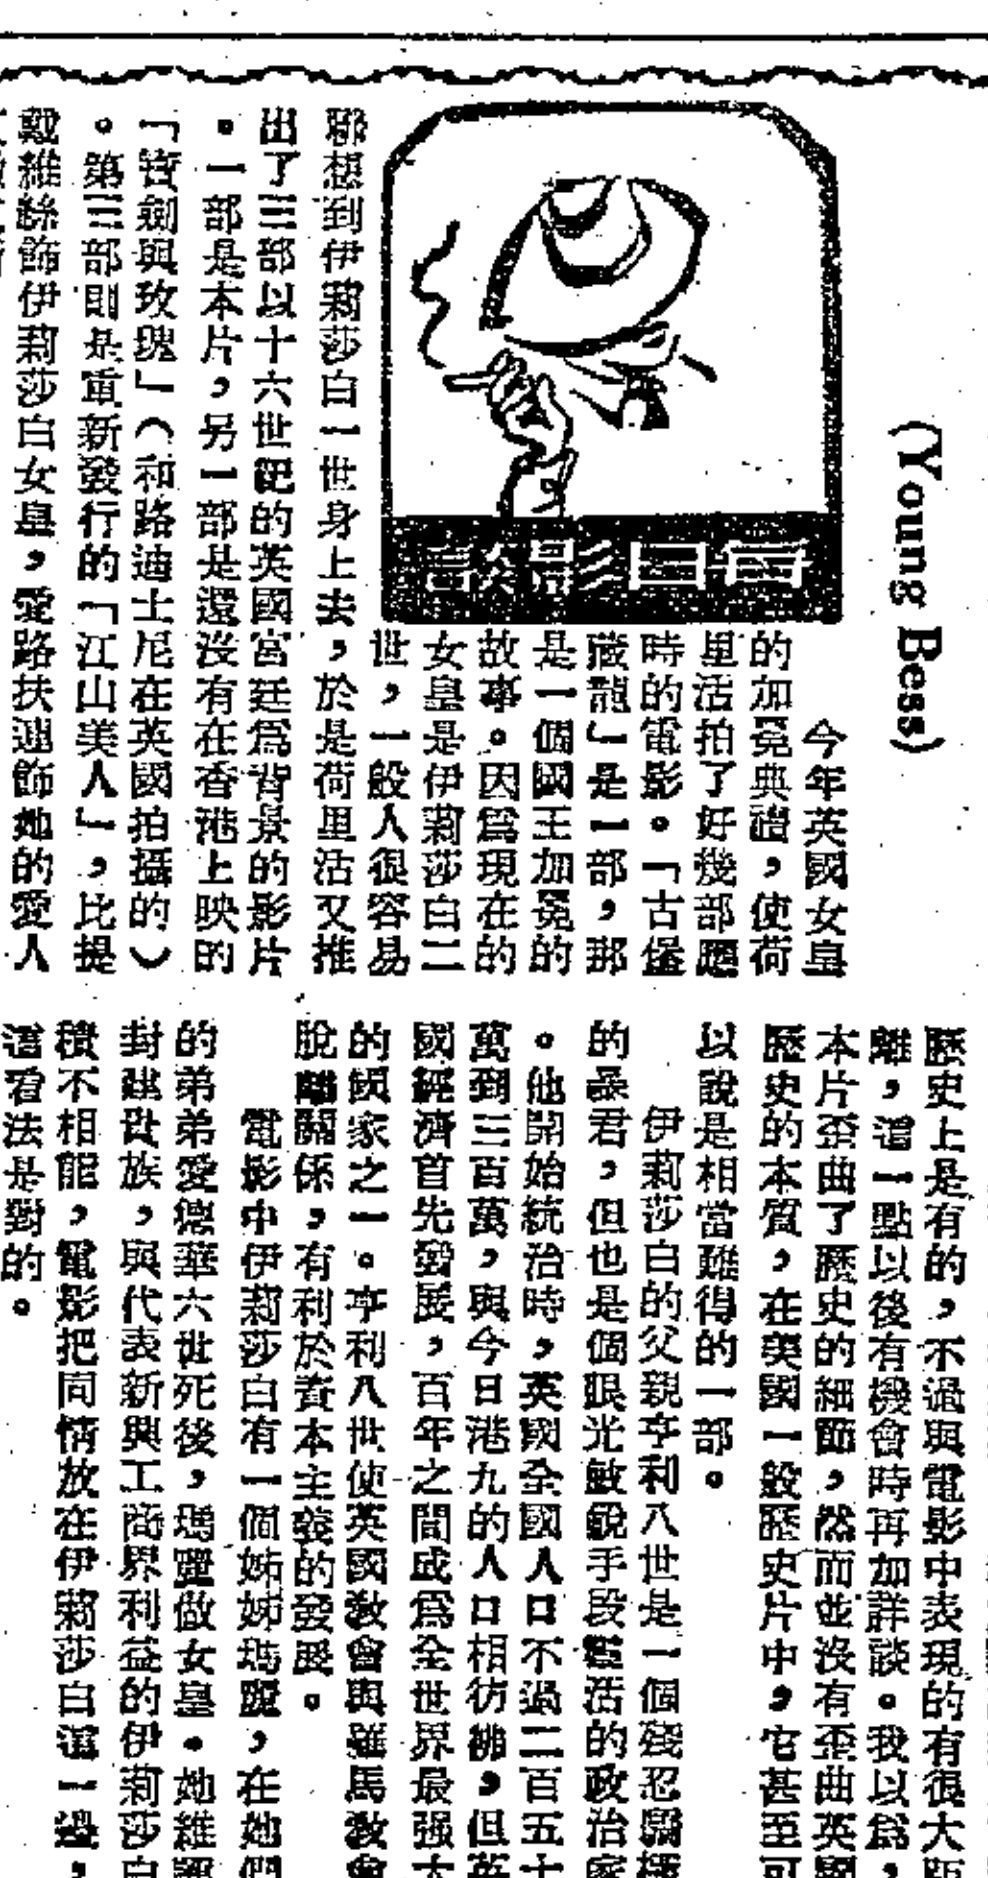 (Young Bess)
今年英國女皇
的加冕典禮，使荷
里活拍了好幾部應
時的電影。「古堡
藏龍」是一部，那
是一個國王加冕的
故事。因爲現在的
女皇是伊莉莎白二
世，一般人很容易
聯想到伊莉莎白一世身上去，於是荷里活又推
出了三部以十六世紀的英國宮廷爲背景的影片
。一部是本片，另一部是還沒有在香港上映的
「寶劍與玫瑰」（和路迪士尼在英國拍攝的）
。第三部則是重新發行的「江山美人」，比提
戴維絲飾伊莉莎白女皇，愛路扶連飾她的愛人
歷史上是有的，不過與電影中表現的有很大距
離，這一點以後有機會時再加詳談。我以爲，
本片歪曲了歷史的細節，然而並沒有歪曲英國
歷史的本質，在美國一般歷史片中，它甚至可
以說是相當難得的一部。
伊莉莎白的父親亨利八世是一個殘忍驕橫
的暴君，但也是個眼光敏銳手段靈活的政治家
。他開始統治時，英國全國人口不過二百五十
萬到三百萬，與今日港九的人口相彷彿，但英
國經濟首先發展，百年之間成爲全世界最强大
的國家之一。亨利八世使英國教會與羅馬教會
脫離關係，有利於資本主義的發展。
電影中伊莉莎白有一個姊姊瑪麗，在她們
的弟弟愛德華六世死後，瑪麗做女皇。她維護
封建貴族，與代表新興工商界利益的伊莉莎白
積不相能，電影把同情放在伊莉莎白這一邊，
這看法是對的。